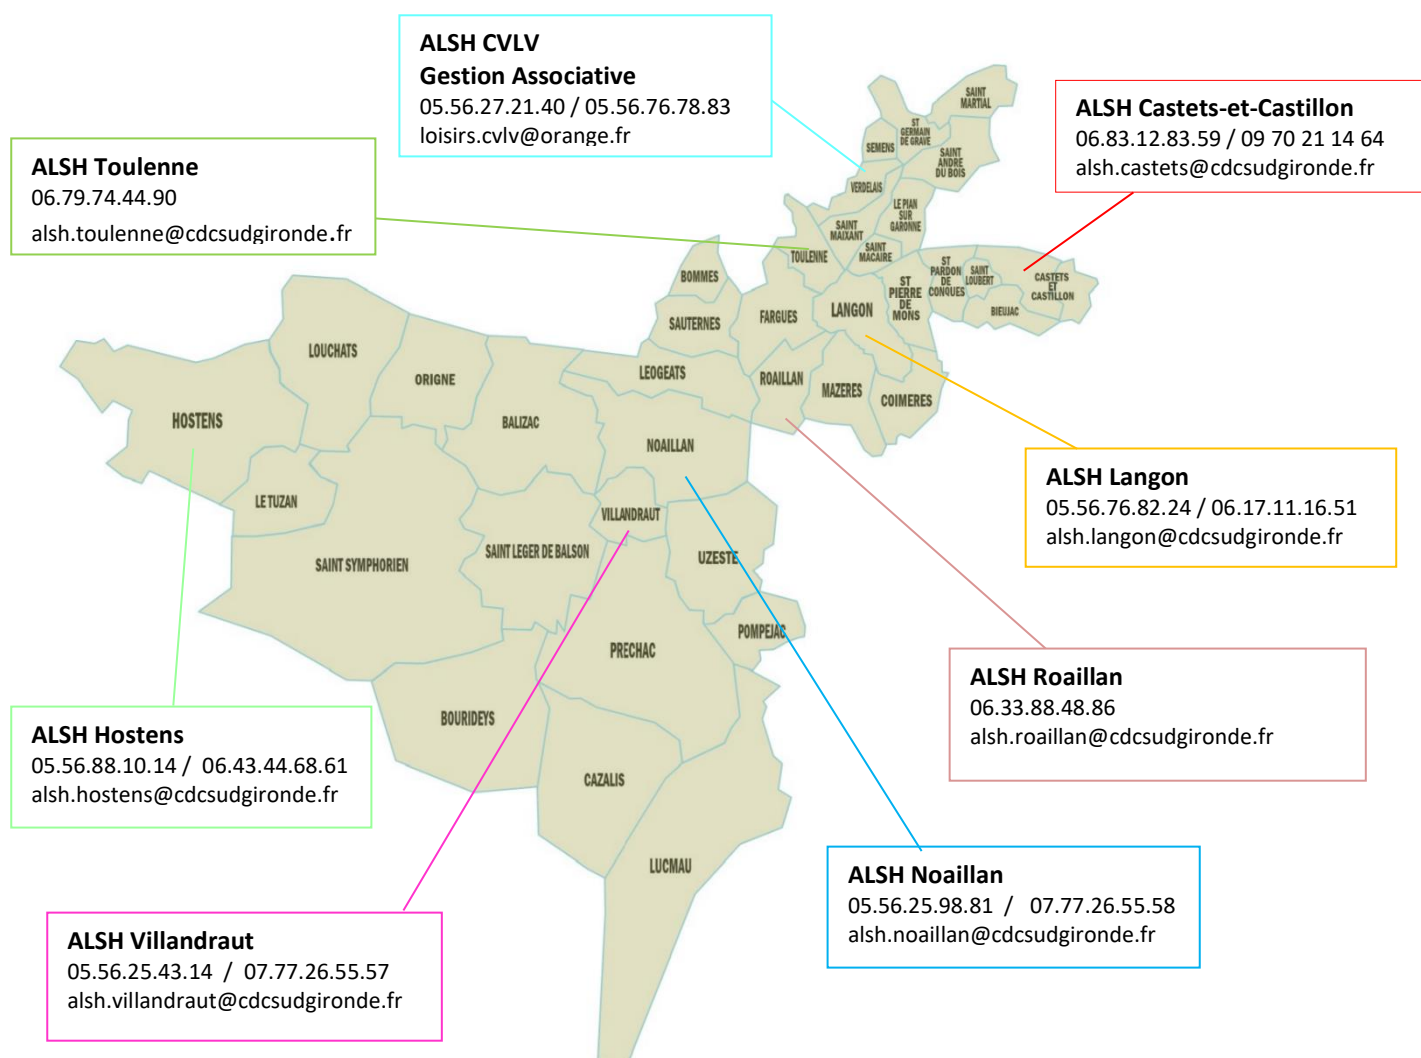 ALSH CVLV
Gestion Associative
05.56.27.21.40 / 05.56.76.78.83
loisirs.cvlv@orange.fr
ALSH Castets-et-Castillon
06.83.12.83.59 / 09 70 21 14 64
alsh.castets@cdcsudgironde.fr
ALSH Toulenne
06.79.74.44.90
alsh.toulenne@cdcsudgironde.fr
SAINT
MARTIAL
ST
GERMAIN
DE GRAVE
SEMENS
SAINT
ANDRE
DU BOIS
VERDELAIS
LE PIAN
SUR
GARONNE
SAINT
MAIXANT
SAINT
MACAIRE
TOULENNE
BOMMES
ST
PARDON
DE
CONQUES
SAINT
LOUBERT
CASTETS
ET
CASTILLON
ST
PIERRE
DE
MONS
BIEUJAC
SAUTERNES
FARGUES
LANGON
LOUCHATS
ORIGNE
LEOGEATS
ROAILLAN
MAZERES
COIMERES
HOSTENS
BALIZAC
NOAILLAN
LE TUZAN
VILLANDRAUT
SAINT SYMPHORIEN
SAINT LEGER DE BALSON
UZESTE
POMPEJAC
PRECHAC
BOURIDEYS
CAZALIS
LUCMAU
ALSH Langon
05.56.76.82.24 / 06.17.11.16.51
alsh.langon@cdcsudgironde.fr
ALSH Roaillan
06.33.88.48.86
alsh.roaillan@cdcsudgironde.fr
ALSH Hostens
05.56.88.10.14 / 06.43.44.68.61
alsh.hostens@cdcsudgironde.fr
ALSH Noaillan
05.56.25.98.81 / 07.77.26.55.58
alsh.noaillan@cdcsudgironde.fr
ALSH Villandraut
05.56.25.43.14 / 07.77.26.55.57
alsh.villandraut@cdcsudgironde.fr